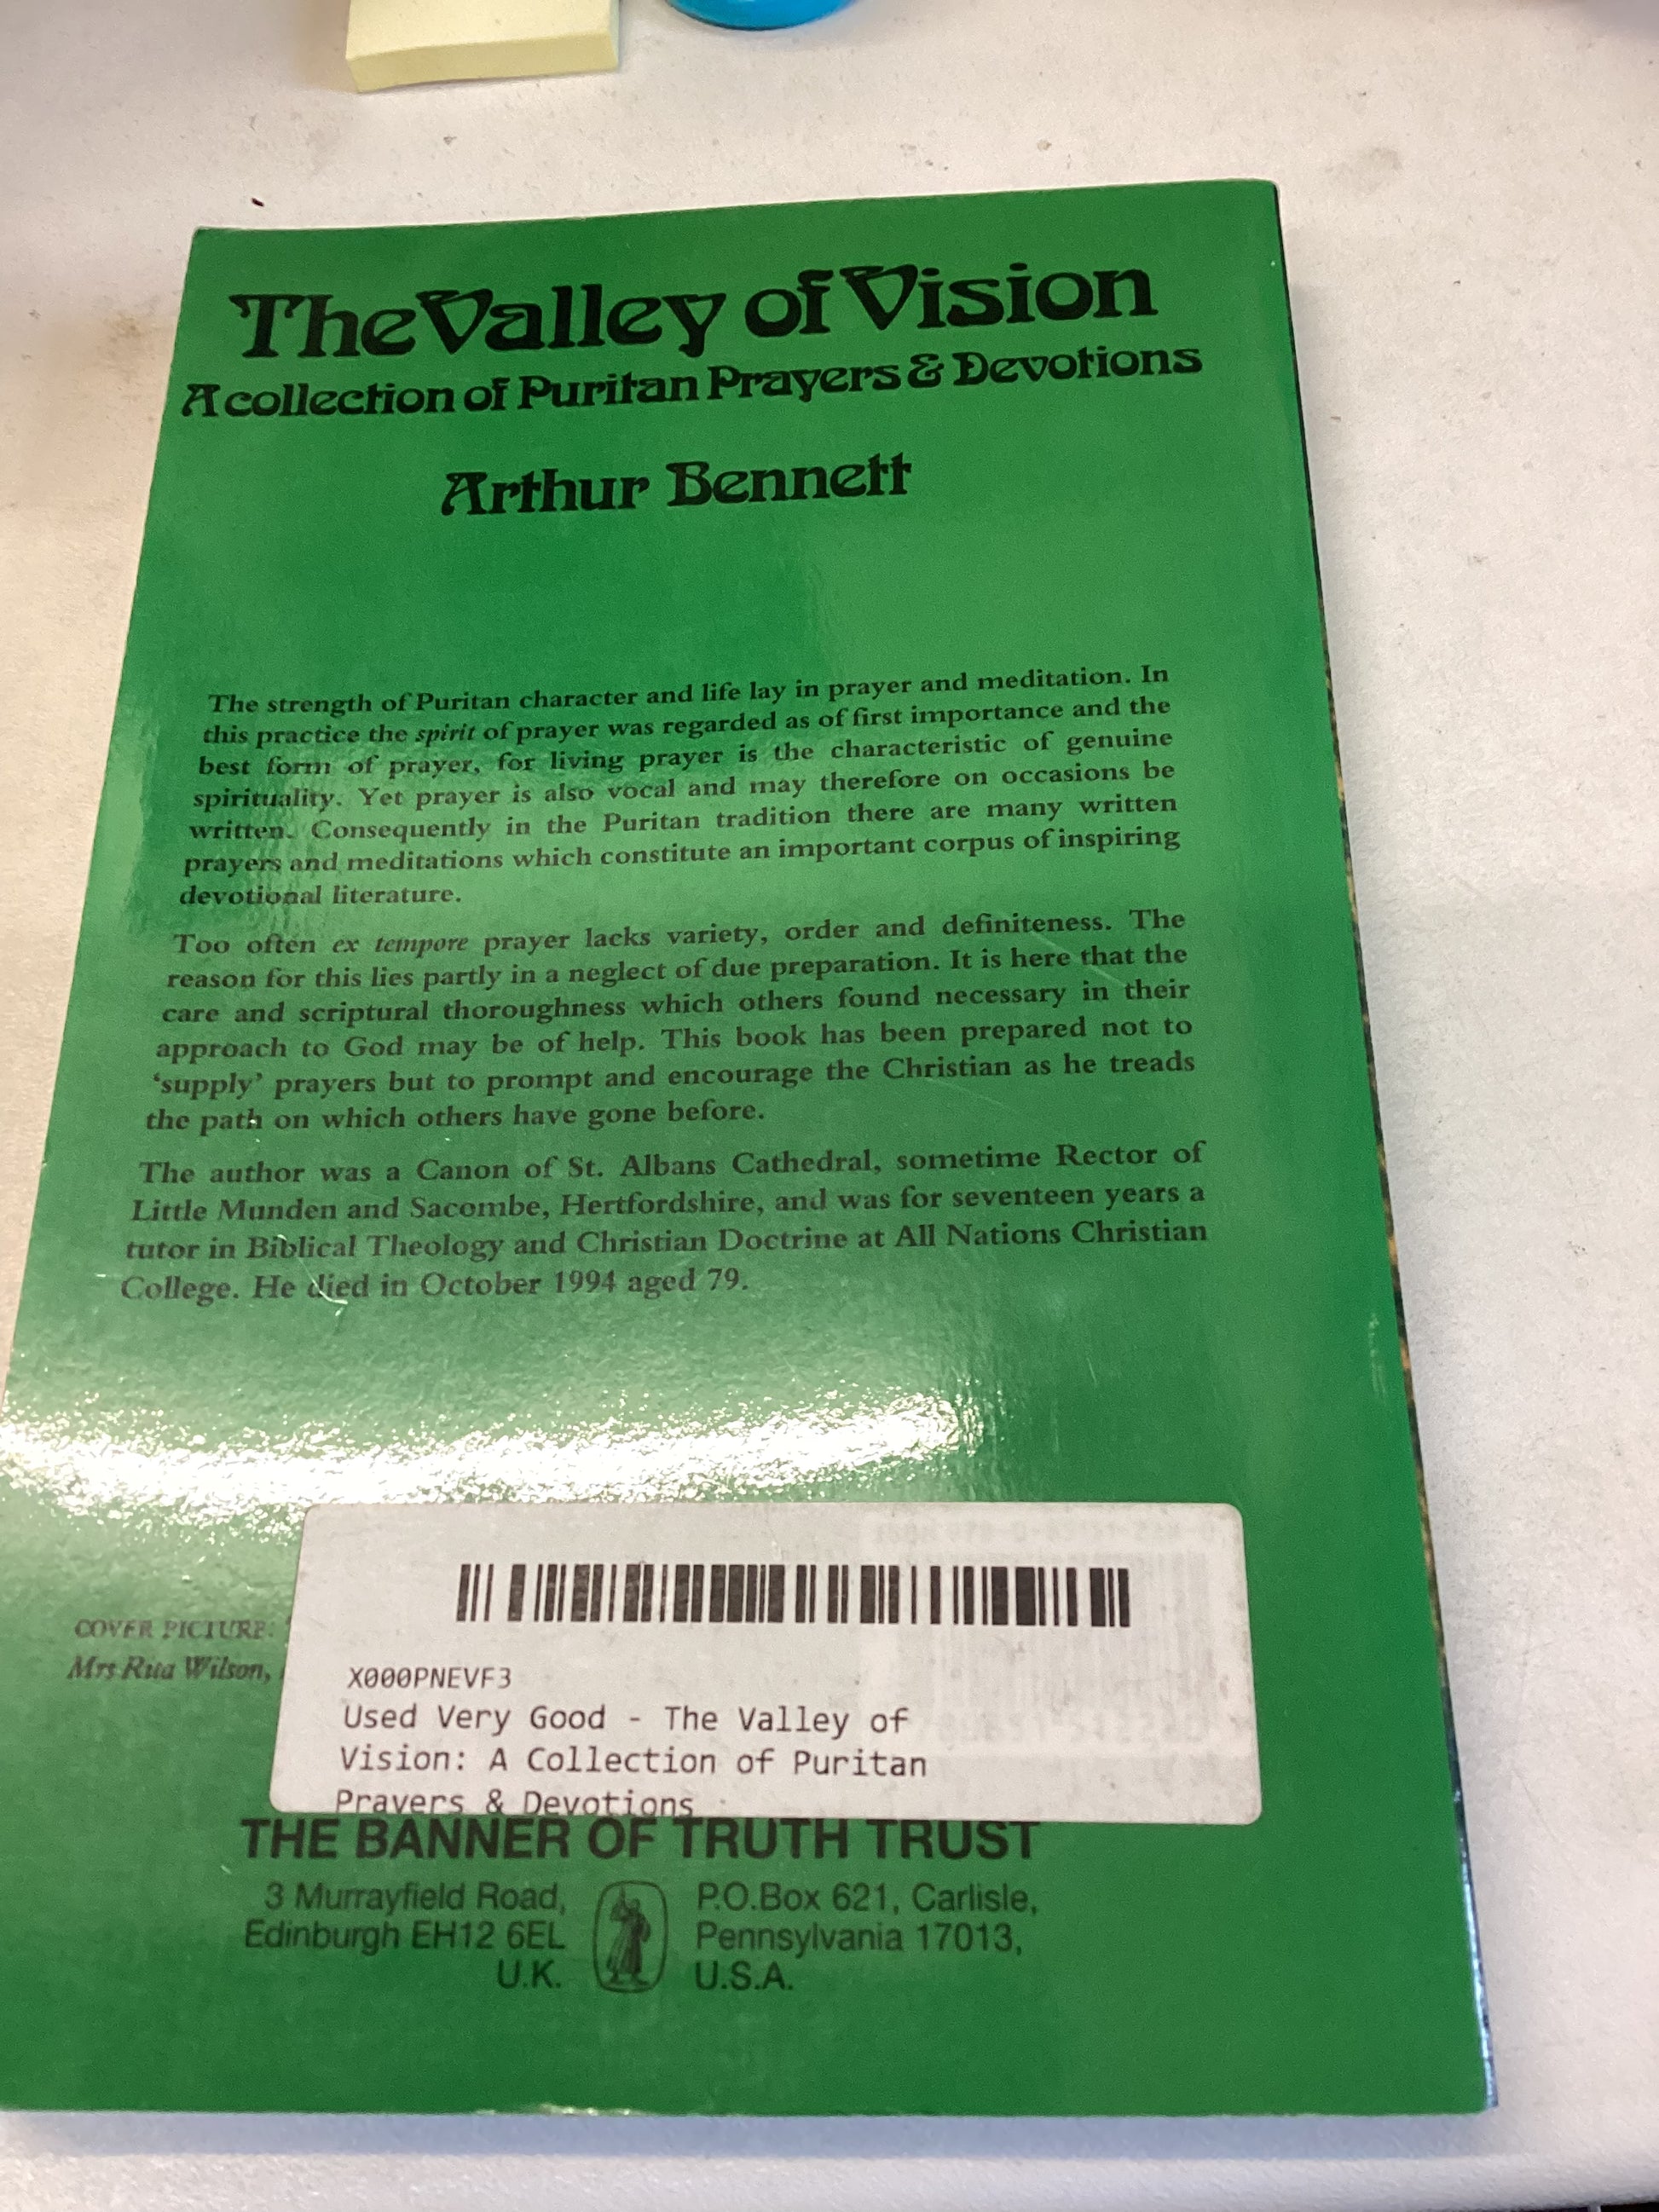 The Valley of Vision
A collection of Puritan Prayers & Devotions
Arthur Bennett
The strength of Puritan character and life lay in prayer and meditation. In
this practice the spirit of prayer was regarded as of first importance and the
best form of prayer, for living prayer is the characteristic of genuine
spirituality. Yet prayer is also vocal and may therefore on occasions be
written. Consequently in the Puritan tradition there are many written
prayers and meditations which constitute an important corpus of inspiring
devotional literature.
Too often ex tempore prayer lacks variety, order and definiteness. The
reason for this lies partly in a neglect of due preparation. It is here that the
care and scriptural thoroughness which others found necessary in their
approach to God may be of help. This book has been prepared not to
‘supply’ prayers but to prompt and encourage the Christian as he treads
the path on which others have gone before.
The author was a Canon of St. Albans Cathedral, sometime Rector of
Little Munden and Sacombe, Hertfordshire, and was for seventeen years a
tutor in Biblical Theology and Christian Doctrine at All Nations Christian
College. He died in October 1994 aged 79.
COVER PICTURE:
Mrs Rita Wilson,
X000PNEVF3
Used Very Good - The Valley of
Vision: A Collection of Puritan
Prayers & Devotions
THE BANNER OF TRUTH TRUST
3 Murrayfield Road,
Edinburgh EH12 6EL
U.K.
P.O.Box 621, Carlisle,
Pennsylvania 17013,
U.S.A.